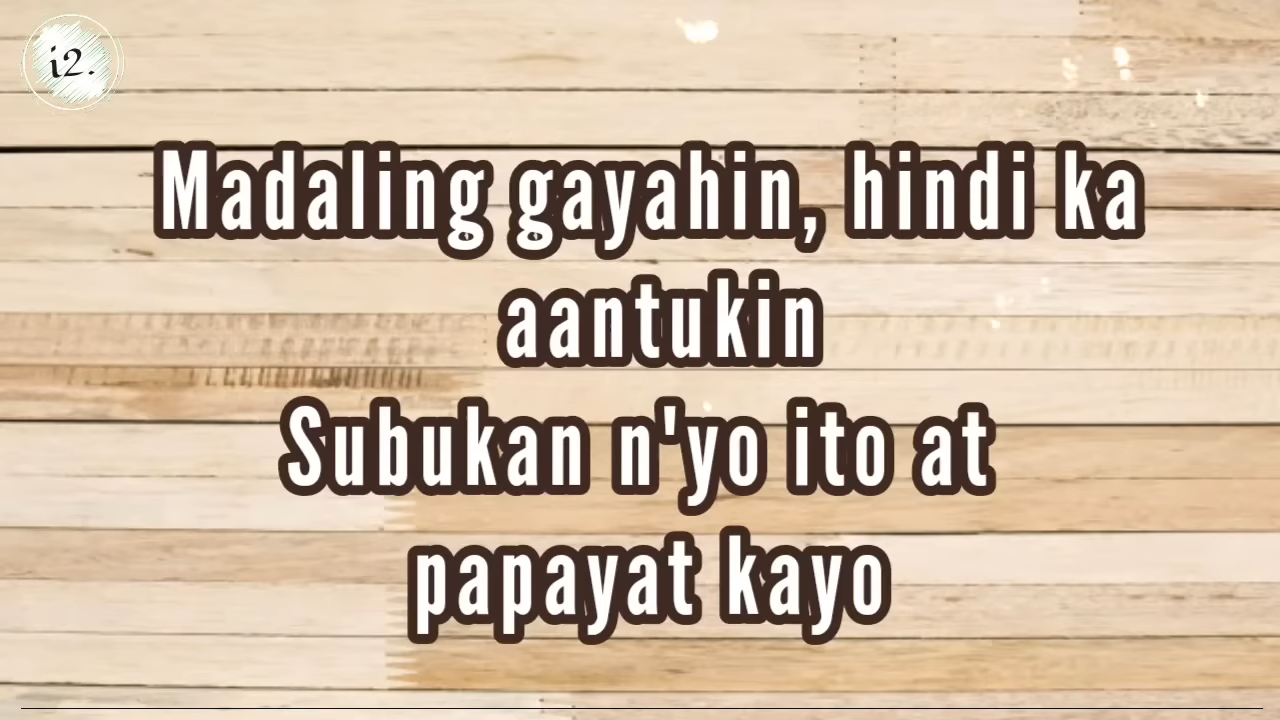 i2.
Madaling gayahin, hindi ka
aantukin
Subukan n'yo ito at
papayat kayo